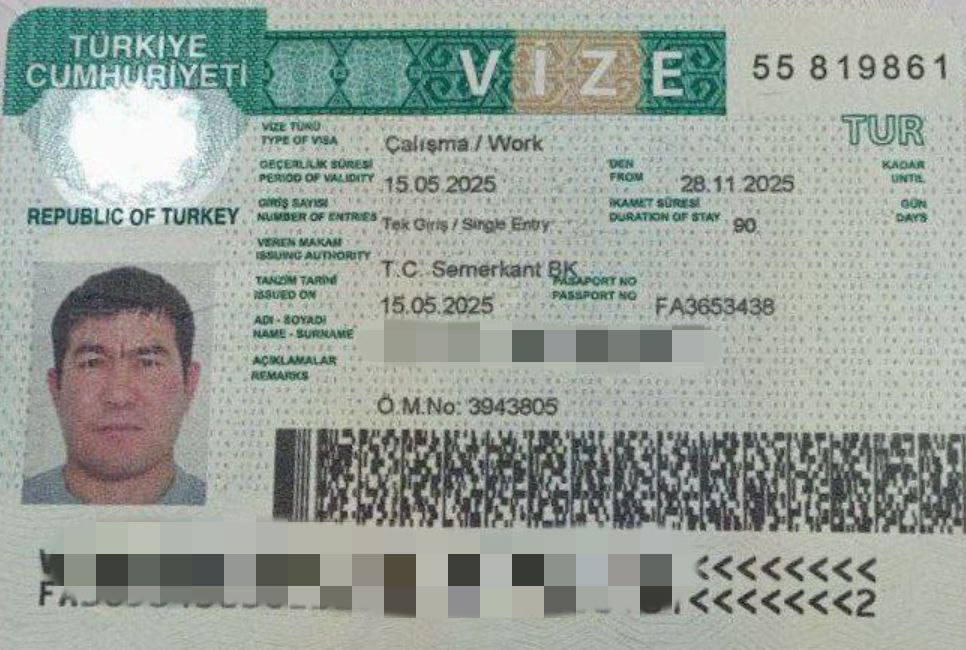 TÜRKİYE
CUMHURİYETİ
REPUBLIC OF TURKEY
VİZE
55 819861
TUR
VİZE TÜRÜ
TYPE OF VISA
Çalışma / Work
GEÇERLİLİK SÜRESİ
PERIOD OF VALIDITY
15.05 2025
DEN
FROM
28.11 2025
KADAR
UNTIL
GİRİŞ SAYISI
NUMBER OF ENTRIES
Tek Giriş / Single Entry
İKAMET SÜRESİ
DURATION OF STAY
90
GÜN
DAYS
VEREN MAKAM
ISSUING AUTHORITY
T.C. Semerkant BK
TANZİM TARİHİ
ISSUED ON
15.05.2025
PASAPORT NO
PASSPORT NO
FA3653438
ADI - SOYADI
NAME - SURNAME
AÇIKLAMALAR
REMARKS
Ö.M.No: 3943805
<<<<<<<<
<<<<<<<<2